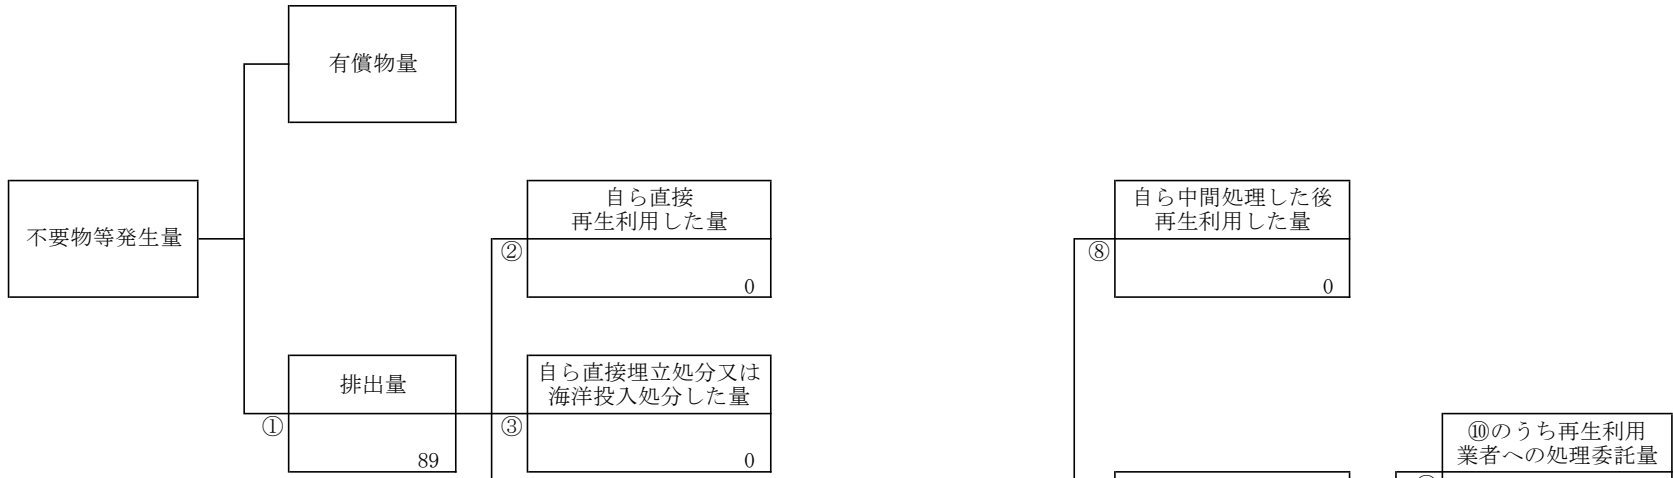 有償物量
不要物等発生量
自ら直接
再生利用した量
②
0
自ら中間処理した後
再生利用した量
⑧
0
排出量
①
89
自ら直接埋立処分又は
海洋投入処分した量
③
0
⑩のうち再生利用
業者への処理委託量